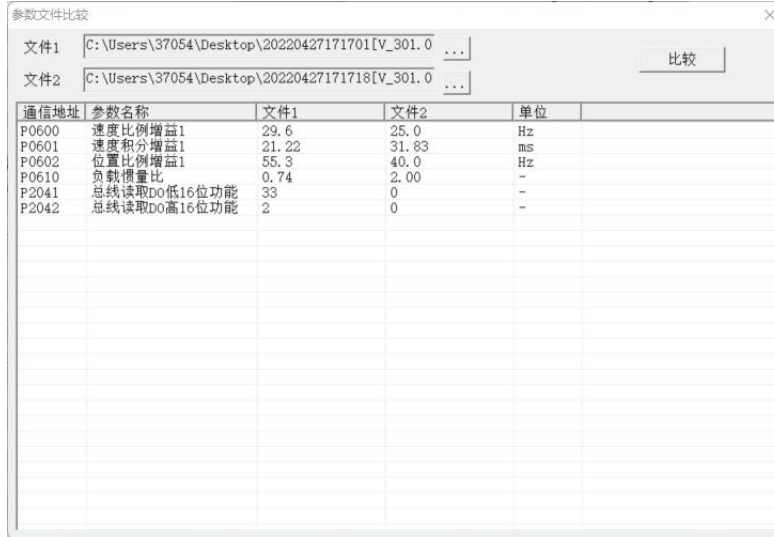 参数文件比较
文件1 C:\Users\37054\Desktop\20220427171701[V_301.0 ...
比较
文件2 C:\Users\37054\Desktop\20220427171718[V_301.0 ...
通信地址 参数名称 文件1 文件2 单位
P0600 速度比例增益1 29.6 25.0 Hz
P0601 速度积分增益1 21.22 31.83 ms
P0602 位置比例增益1 55.3 40.0 Hz
P0610 负载惯量比 0.74 2.00 -
P2041 总线读取DO低16位功能 33 0 -
P2042 总线读取DO高16位功能 2 0 -